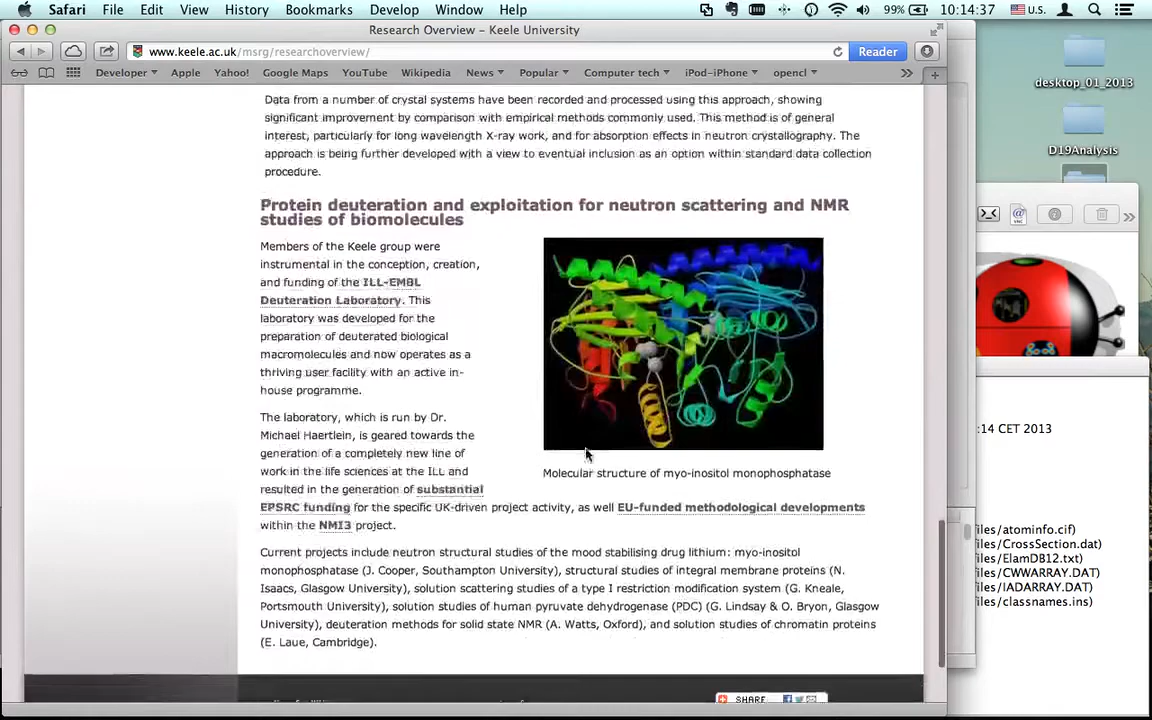 Safari File Edit View History Bookmarks Develop Window Help 99% 10:14:37 U.S.
Research Overview – Keele University
www.keele.ac.uk/msrg/researchoverview/ Reader
Developer Apple Yahoo! Google Maps YouTube Wikipedia News Popular Computer tech iPod-iPhone opencl
desktop_01_2013
D19Analysis
Data from a number of crystal systems have been recorded and processed using this approach, showing
significant improvement by comparison with empirical methods commonly used. This method is of general
interest, particularly for long wavelength X-ray work, and for absorption effects in neutron crystallography. The
approach is being further developed with a view to eventual inclusion as an option within standard data collection
procedure.
Protein deuteration and exploitation for neutron scattering and NMR
studies of biomolecules
Members of the Keele group were
instrumental in the conception, creation,
and funding of the ILL-EMBL
Deuteration Laboratory. This
laboratory was developed for the
preparation of deuterated biological
macromolecules and now operates as a
thriving user facility with an active in-
house programme.
The laboratory, which is run by Dr.
Michael Haertlein, is geared towards the
generation of a completely new line of
work in the life sciences at the ILL and
resulted in the generation of substantial
EPSRC funding for the specific UK-driven project activity, as well EU-funded methodological developments
within the NMI3 project.
Molecular structure of myo-inositol monophosphatase
Current projects include neutron structural studies of the mood stabilising drug lithium: myo-inositol
monophosphatase (J. Cooper, Southampton University), structural studies of integral membrane proteins (N.
Isaacs, Glasgow University), solution scattering studies of a type I restriction modification system (G. Kneale,
Portsmouth University), solution studies of human pyruvate dehydrogenase (PDC) (G. Lindsay & O. Bryon, Glasgow
University), deuteration methods for solid state NMR (A. Watts, Oxford), and solution studies of chromatin proteins
(E. Laue, Cambridge).
SHARE
:14 CET 2013
files/atominfo.cif)
files/CrossSection.dat)
files/ElamDB12.txt)
files/CWWARRAY.DAT)
files/IADARRAY.DAT)
files/classnames.ins)